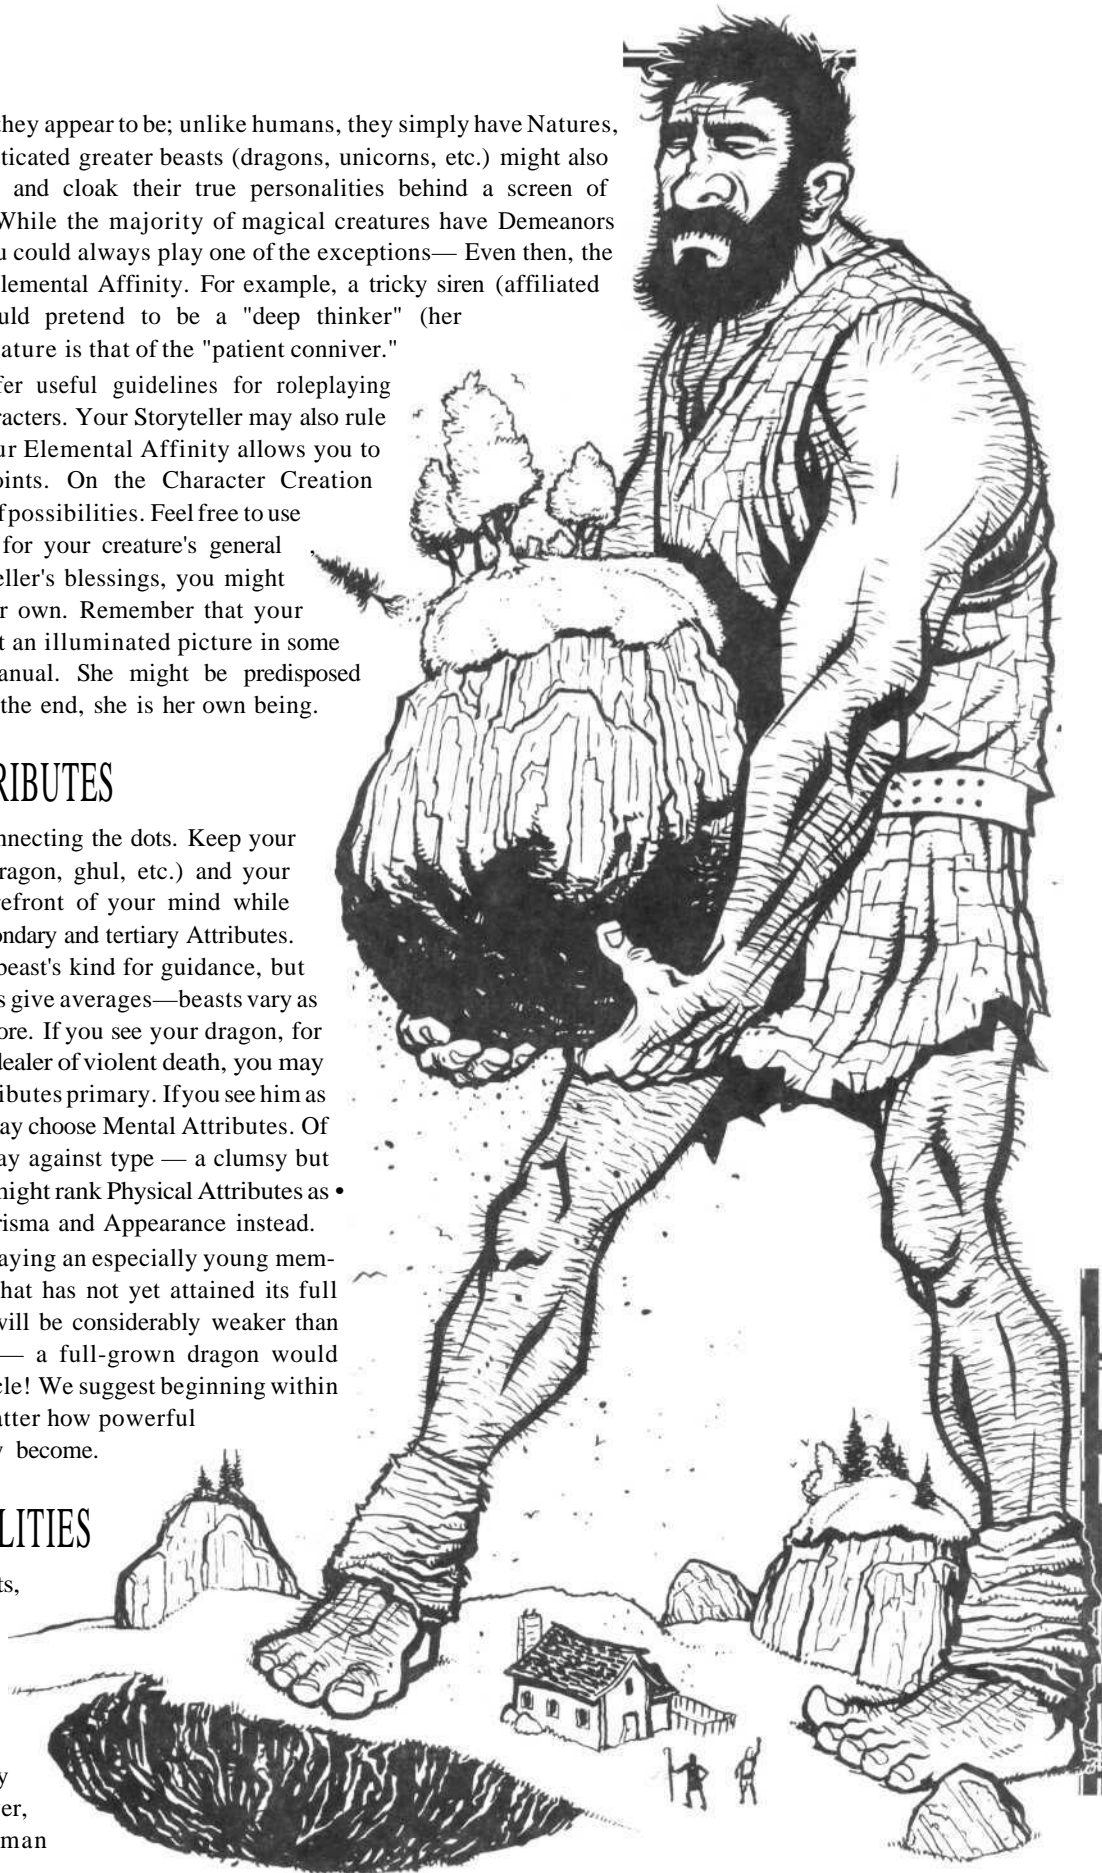 they appear to be; unlike humans, they simply have Natures,
ticated greater beasts (dragons, unicorns, etc.) might also
and cloak their true personalities behind a screen of
While the majority of magical creatures have Demeanors
u could always play one of the exceptions— Even then, the
lemental Affinity. For example, a tricky siren (affiliated
uld pretend to be a "deep thinker" (her
ature is that of the "patient conniver."
fer useful guidelines for roleplaying
racters. Your Storyteller may also rule
ur Elemental Affinity allows you to
oints. On the Character Creation
f possibilities. Feel free to use
for your creature's general ,
eller's blessings, you might
r own. Remember that your
t an illuminated picture in some
anual. She might be predisposed
the end, she is her own being.
RIBUTES
nnecting the dots. Keep your
ragon, ghul, etc.) and your
refront of your mind while
ondary and tertiary Attributes.
beast's kind for guidance, but
s give averages—beasts vary as
ore. If you see your dragon, for
dealer of violent death, you may
ributes primary. If you see him as
ay choose Mental Attributes. Of
ay against type — a clumsy but
might rank Physical Attributes as •
risma and Appearance instead.
aying an especially young mem-
hat has not yet attained its full
will be considerably weaker than
— a full-grown dragon would
cle! We suggest beginning within
atter how powerful
y become.
LITIES
ts,
y
er,
man